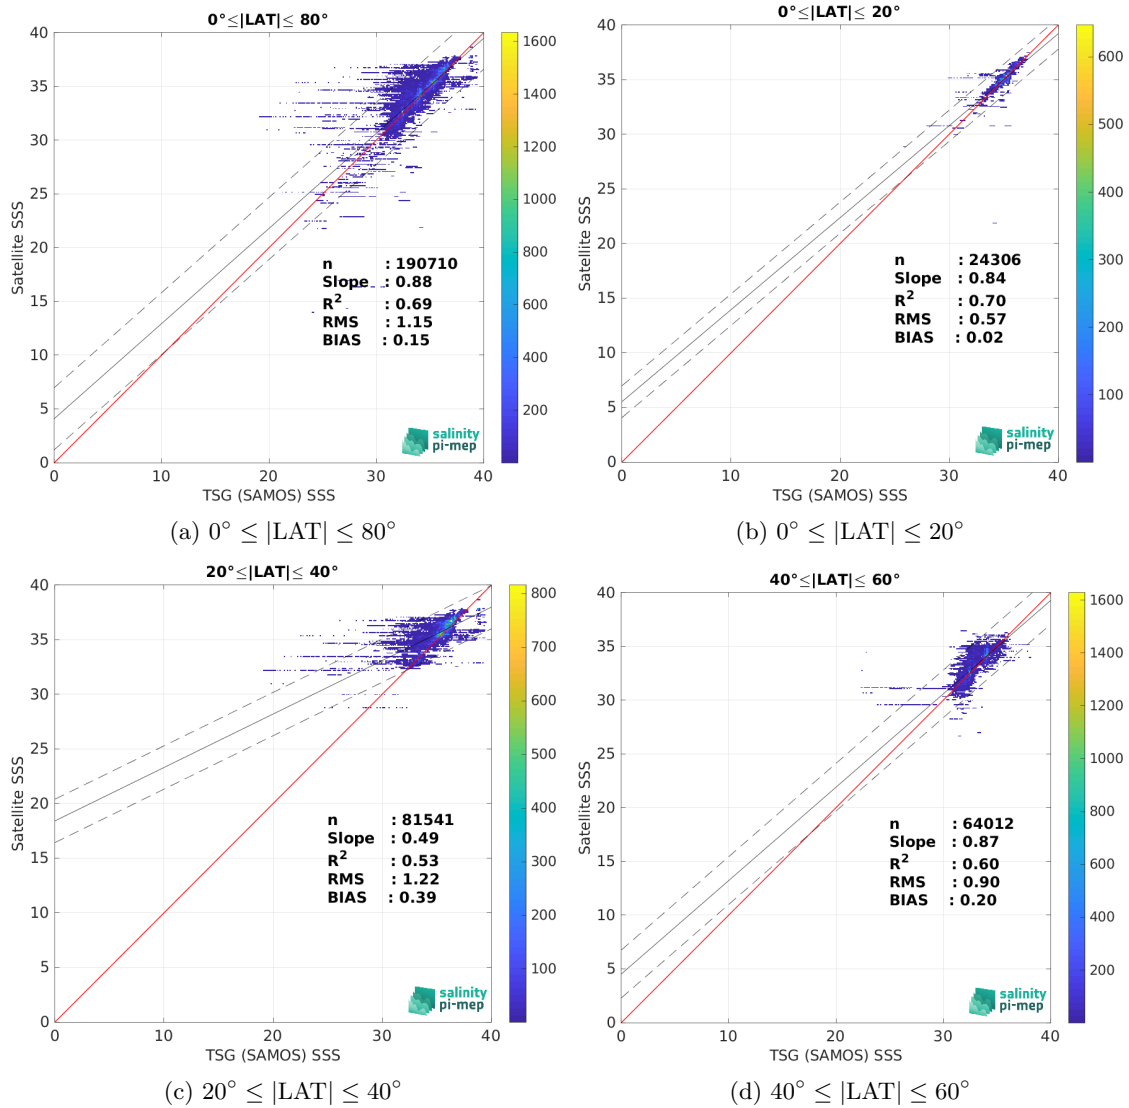 0°≤|LAT|≤ 80°
40
35
30
25
20
15
10
5
0
Satellite SSS
0
10
20
30
40
TSG (SAMOS) SSS
1600
1400
1200
1000
800
600
400
200
n : 190710
Slope : 0.88
R² : 0.69
RMS : 1.15
BIAS : 0.15
salinity
pi-mep
(a) 0° ≤ |LAT| ≤ 80°
0°≤|LAT|≤ 20°
40
35
30
25
20
15
10
5
0
Satellite SSS
0
10
20
30
40
TSG (SAMOS) SSS
600
500
400
300
200
100
n : 24306
Slope : 0.84
R² : 0.70
RMS : 0.57
BIAS : 0.02
salinity
pi-mep
(b) 0° ≤ |LAT| ≤ 20°
20°≤|LAT|≤ 40°
40
35
30
25
20
15
10
5
0
Satellite SSS
0
10
20
30
40
TSG (SAMOS) SSS
800
700
600
500
400
300
200
100
n : 81541
Slope : 0.49
R² : 0.53
RMS : 1.22
BIAS : 0.39
salinity
pi-mep
(c) 20° ≤ |LAT| ≤ 40°
40°≤|LAT|≤ 60°
40
35
30
25
20
15
10
5
0
Satellite SSS
0
10
20
30
40
TSG (SAMOS) SSS
1600
1400
1200
1000
800
600
400
200
n : 64012
Slope : 0.87
R² : 0.60
RMS : 0.90
BIAS : 0.20
salinity
pi-mep
(d) 40° ≤ |LAT| ≤ 60°